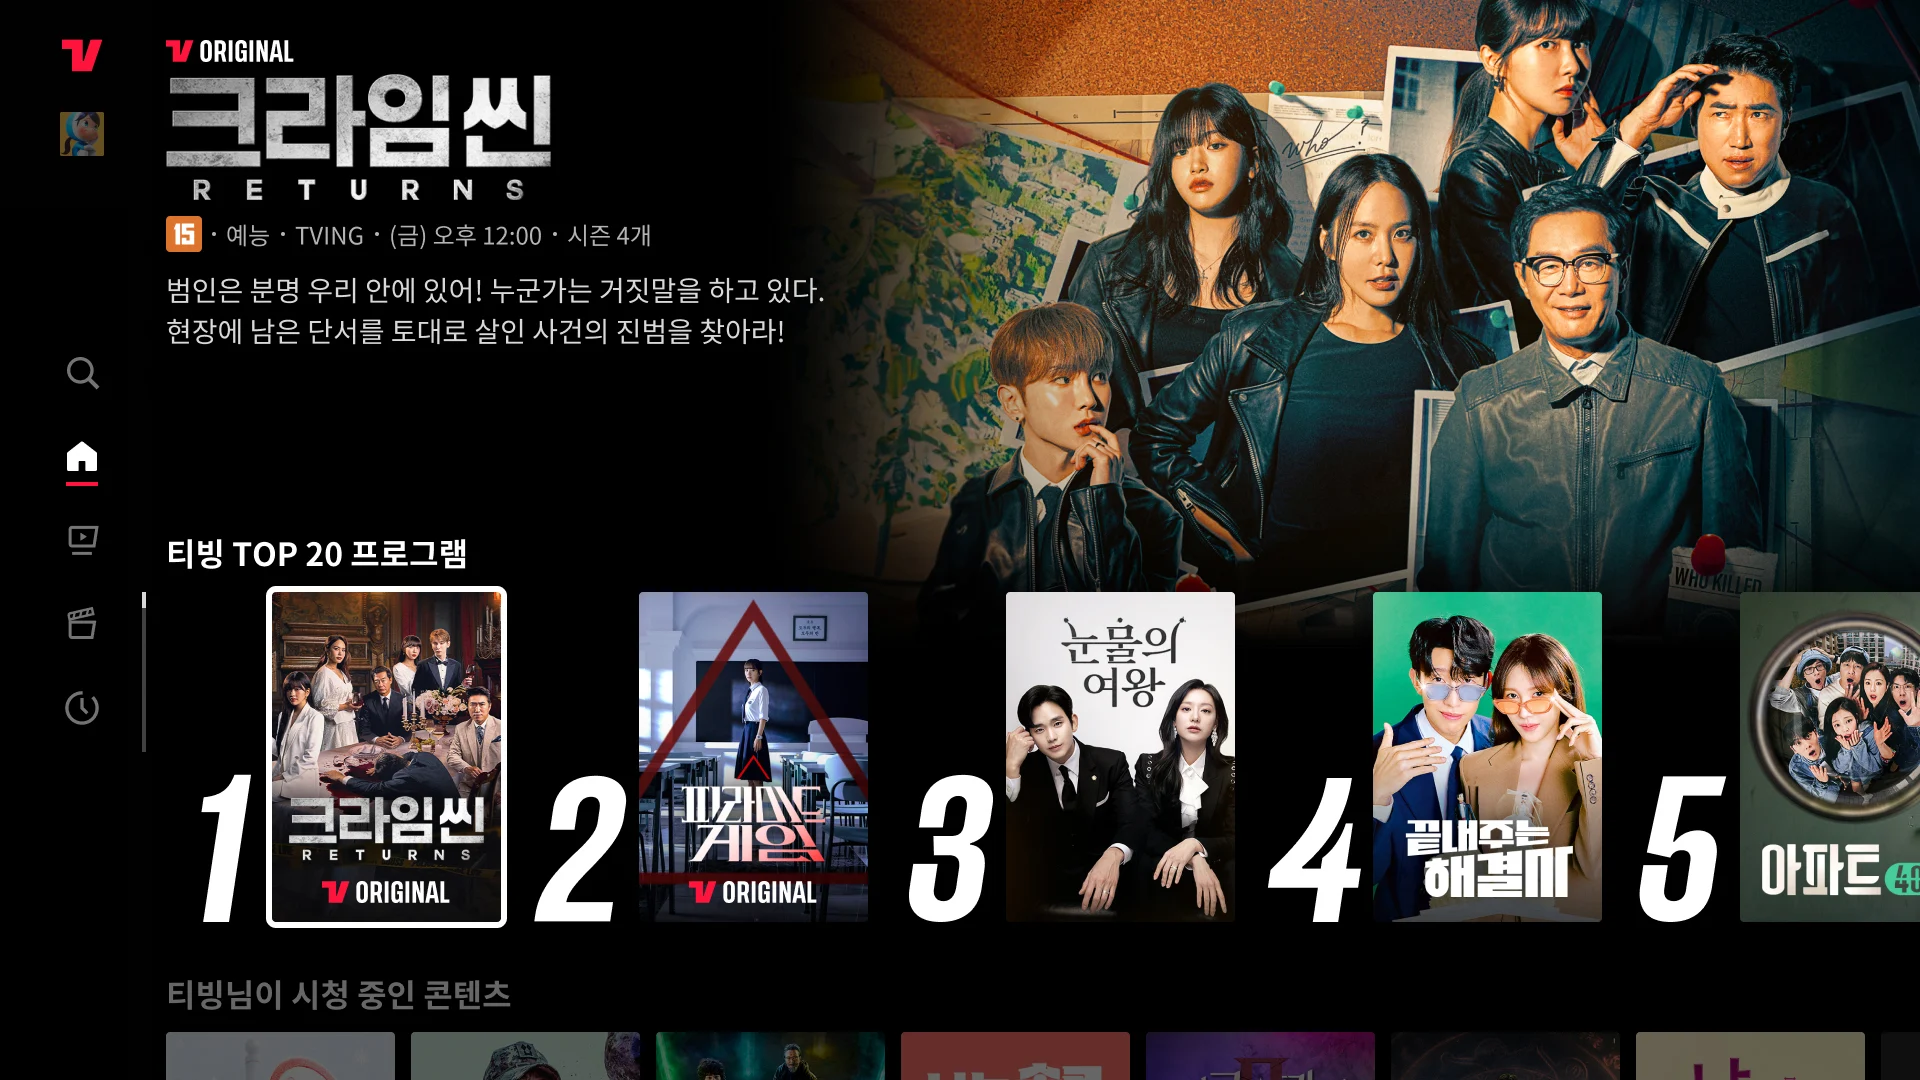 ORIGINAL
크라임씬
RETURNS
15 · 예능 · TVING · (금) 오후 12:00 · 시즌 4개
범인은 분명 우리 안에 있어! 누군가는 거짓말을 하고 있다.
현장에 남은 단서를 토대로 살인 사건의 진범을 찾아라!
who?
WHO KILLED
티빙 TOP 20 프로그램
1
크라임씬
RETURNS
ORIGINAL
2
피라미드
게임
ORIGINAL
3
눈물의
여왕
4
끝내주는
해결사
5
아파트 40
티빙님이 시청 중인 콘텐츠